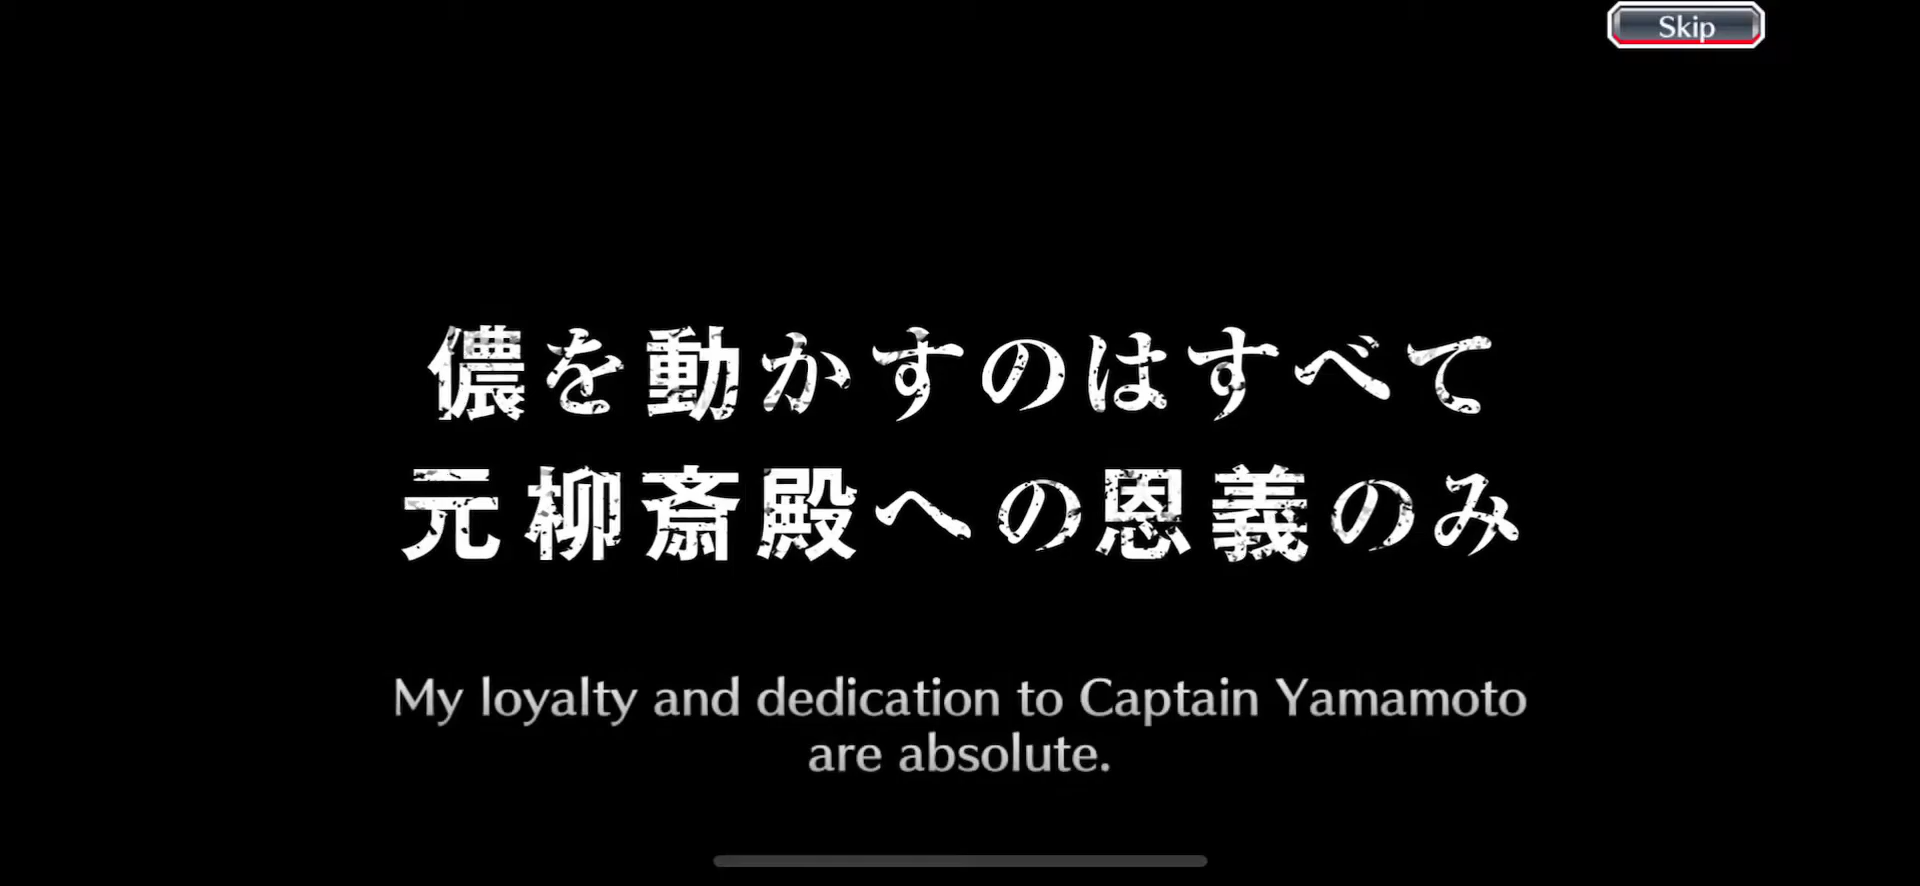 Skip
儂を動かすのはすべて
元柳斎殿への恩義のみ
My loyalty and dedication to Captain Yamamoto
are absolute.